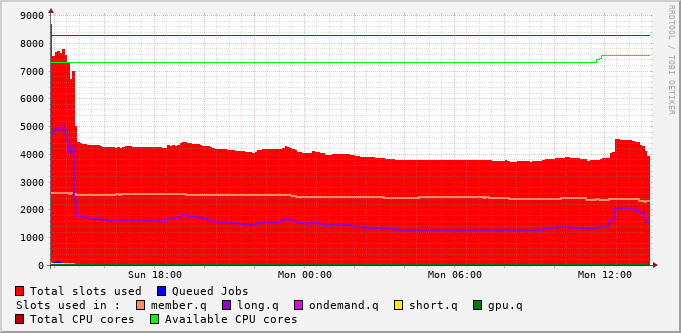 RRDTOOL / TOBI OETIKER
9000
8000
7000
6000
5000
4000
3000
2000
1000
0
Sun 18:00 Mon 00:00 Mon 06:00 Mon 12:00
Total slots used Queued Jobs
Slots used in : member.q long.q ondemand.q short.q gpu.q
Total CPU cores Available CPU cores